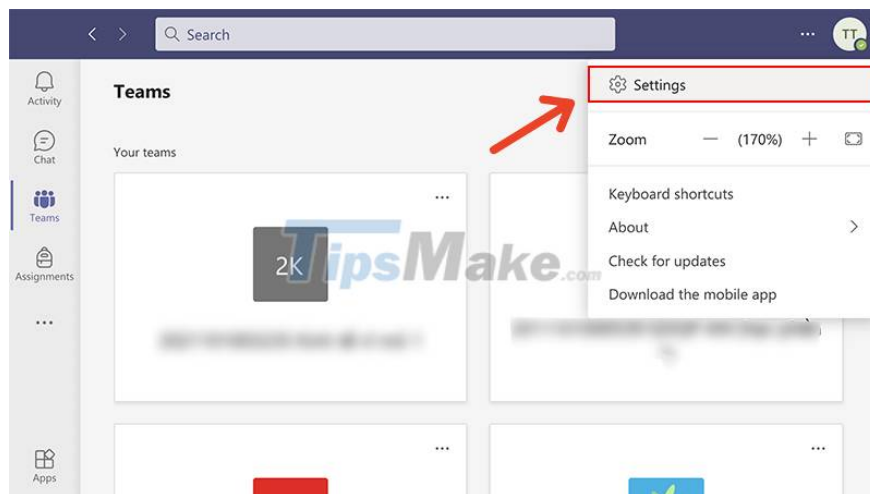 Search
TT
Activity
Chat
Teams
Assignments
Apps
Teams
Your teams
2K
TipsMake.com
Settings
Zoom
(170%)
Keyboard shortcuts
About
Check for updates
Download the mobile app